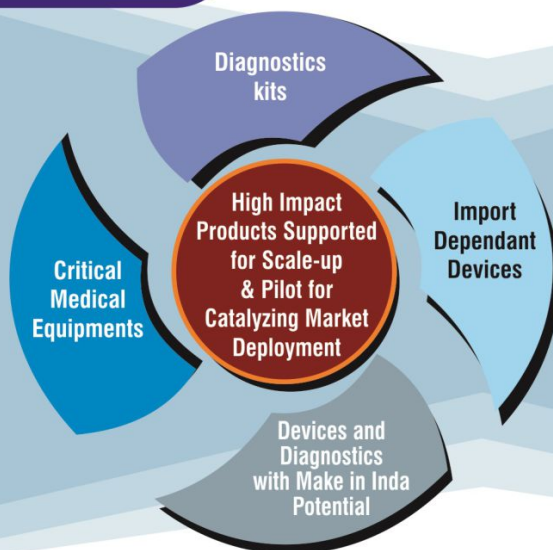 Diagnostics
kits
High Impact
Products Supported
for Scale-up
& Pilot for
Catalyzing Market
Deployment
Import
Dependant
Devices
Critical
Medical
Equipments
Devices and
Diagnostics
with Make in Inda
Potential